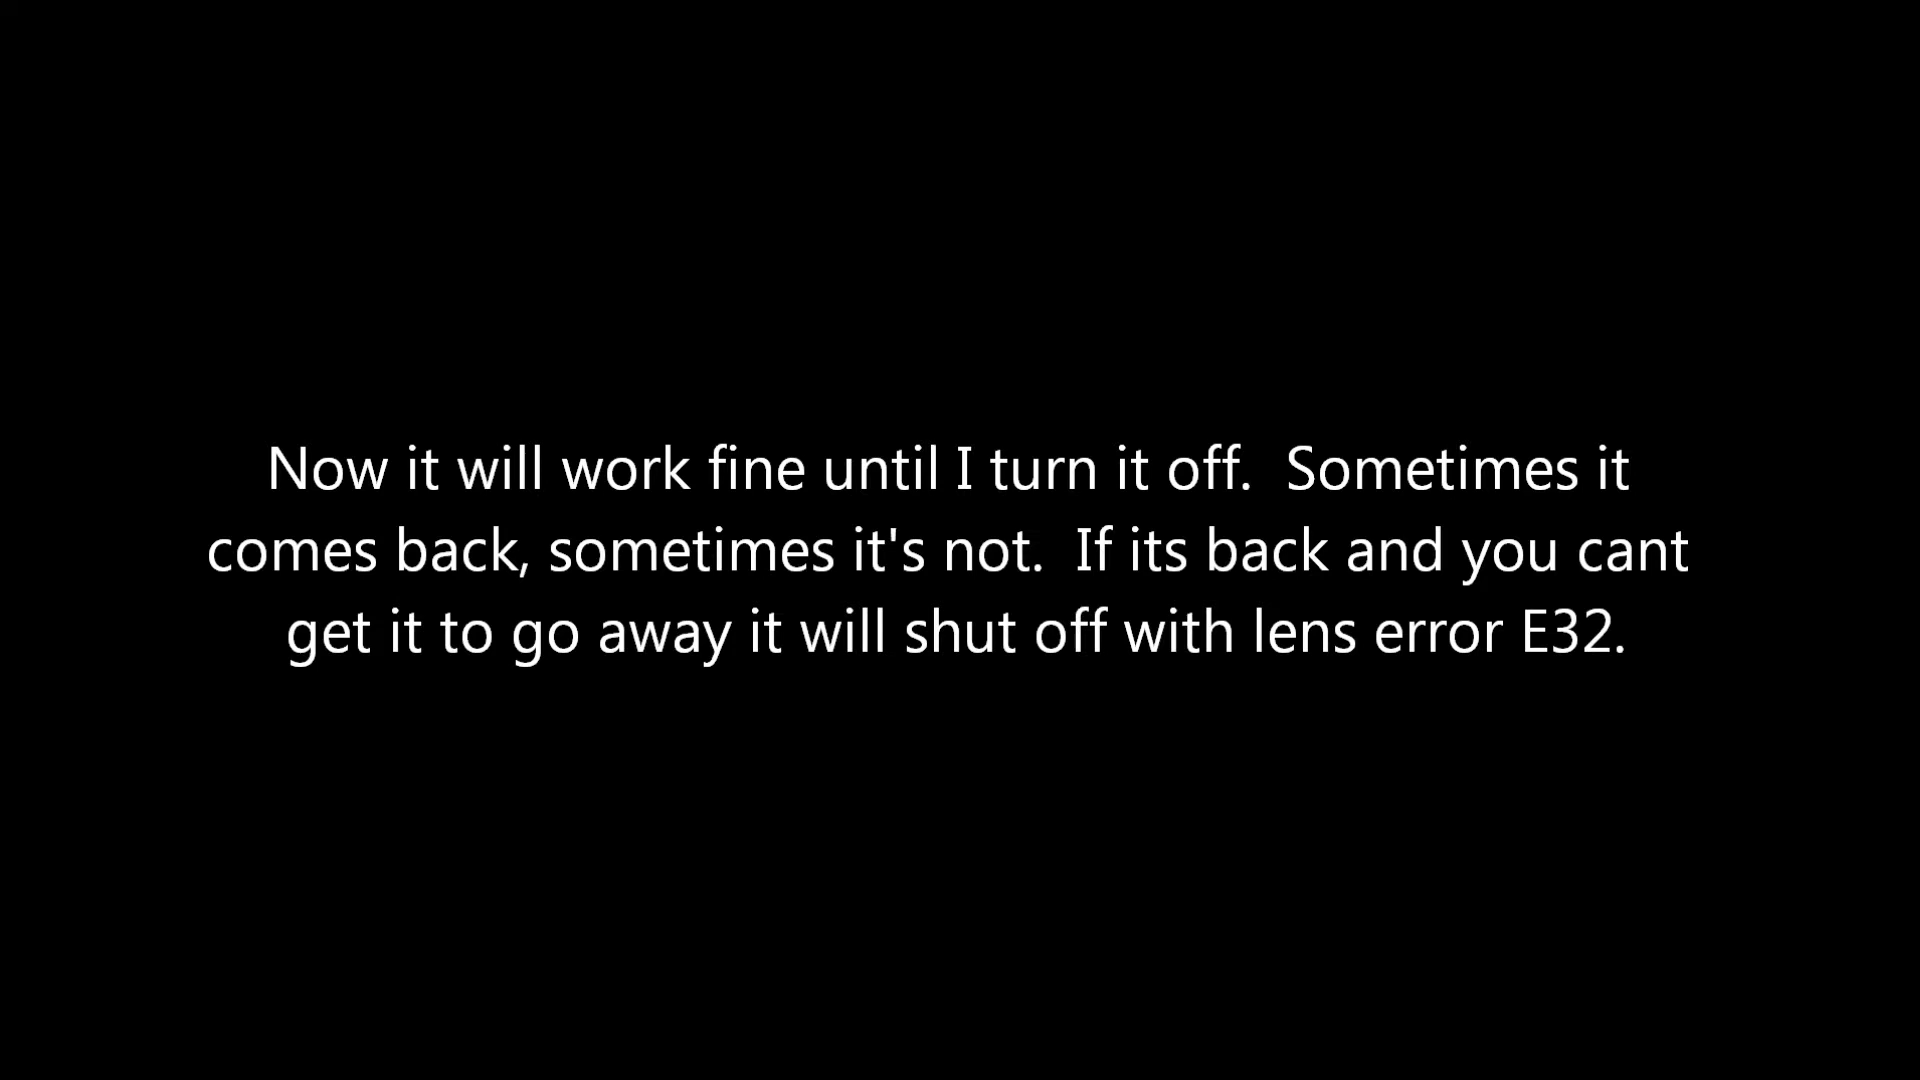 Now it will work fine until I turn it off.  Sometimes it
comes back, sometimes it's not.  If its back and you cant
get it to go away it will shut off with lens error E32.